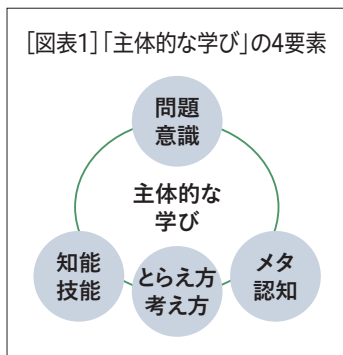 [図表1]「主体的な学び」の4要素
問題
意識
主体的な
学び
知能
技能
とらえ方
考え方
メタ
認知